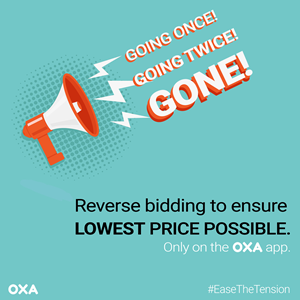 GOING ONCE!
GOING TWICE!
GONE!
Reverse bidding to ensure
LOWEST PRICE POSSIBLE.
Only on the OXA app.
OXA
#EaseTheTension